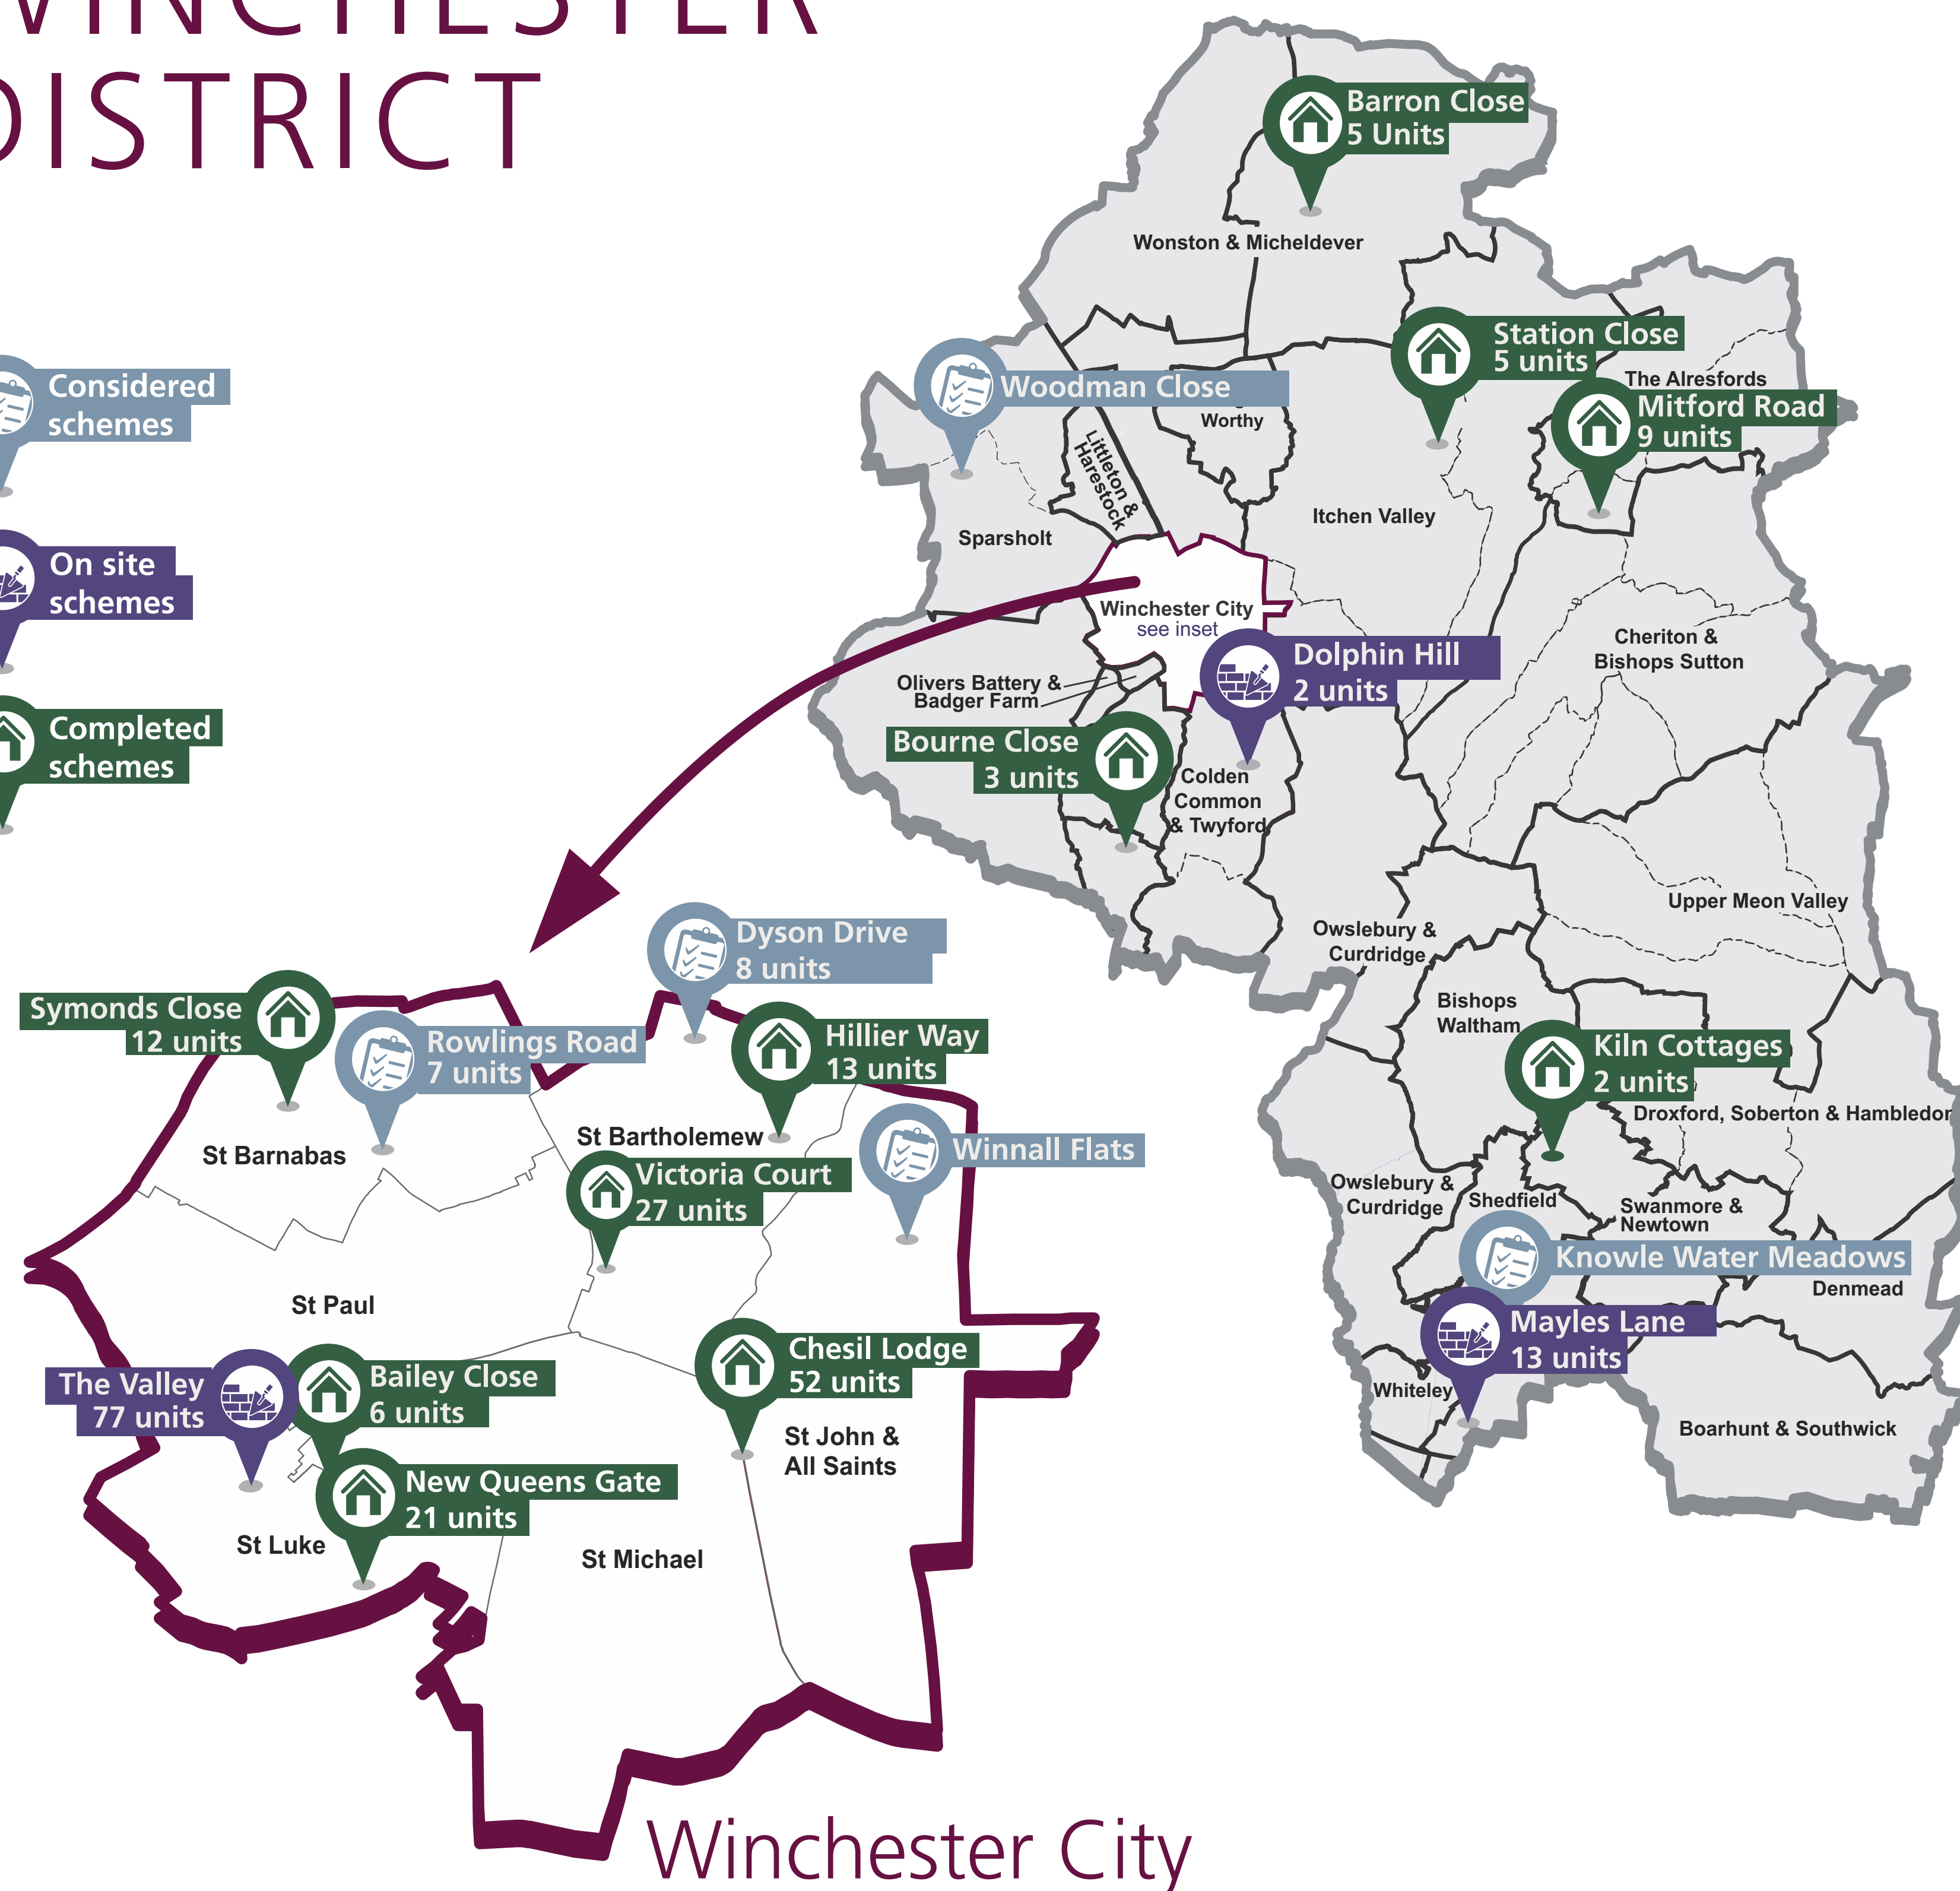 WINCHESTER
DISTRICT
Considered
schemes
On site
schemes
Completed
schemes
Barron Close
5 Units
Wonston & Micheldever
Station Close
5 units
The Alresfords
Mitford Road
9 units
Woodman Close
Worthy
Littleton &
Harestock
Itchen Valley
Sparsholt
Winchester City
see inset
Cheriton &
Bishops Sutton
Dolphin Hill
2 units
Olivers Battery &
Badger Farm
Bourne Close
3 units
Colden
Common
& Twyford
Upper Meon Valley
Owslebury &
Curdridge
Bishops
Waltham
Kiln Cottages
2 units
Droxford, Soberton & Hambledon
Owslebury &
Curdridge
Shedfield
Swanmore &
Newtown
Knowle Water Meadows
Denmead
Mayles Lane
13 units
Whiteley
Boarhunt & Southwick
Dyson Drive
8 units
Symonds Close
12 units
Rowlings Road
7 units
Hillier Way
13 units
St Barnabas
St Bartholemew
Winnall Flats
Victoria Court
27 units
St Paul
Chesil Lodge
52 units
The Valley
77 units
Bailey Close
6 units
St John &
All Saints
New Queens Gate
21 units
St Luke
St Michael
Winchester City